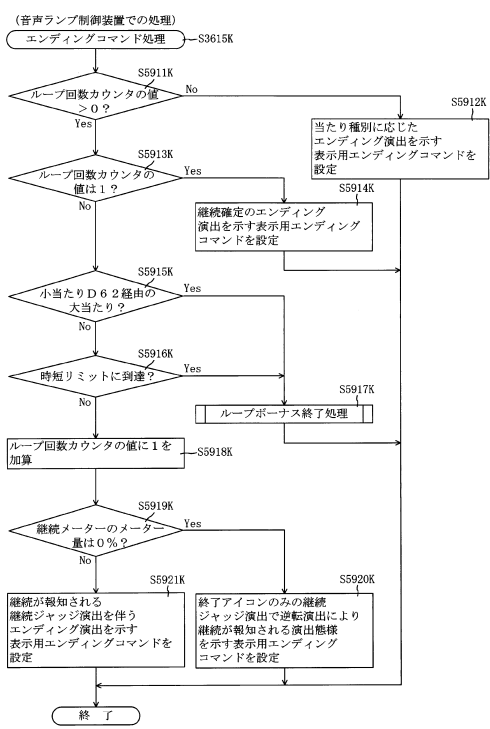 （音声ランプ制御装置での処理）
エンディングコマンド処理
S3615K
S5911K
ループ回数カウンタの値
＞０？
No
Yes
S5912K
当たり種別に応じた
エンディング演出を示す
表示用エンディングコマンドを
設定
S5913K
ループ回数カウンタの
値は１？
Yes
No
S5914K
継続確定のエンディング
演出を示す表示用エンディング
コマンドを設定
S5915K
小当たりＤ６２経由の
大当たり？
Yes
No
S5916K
時短リミットに到達？
Yes
No
S5917K
ループボーナス終了処理
ループ回数カウンタの値に１を
加算
S5918K
S5919K
継続メーターのメーター
量は０％？
Yes
No
S5921K
継続が報知される
継続ジャッジ演出を伴う
エンディング演出を示す
表示用エンディングコマンドを
設定
S5920K
終了アイコンのみの継続
ジャッジ演出で逆転演出により
継続が報知される演出態様
を示す表示用エンディング
コマンドを設定
終　了